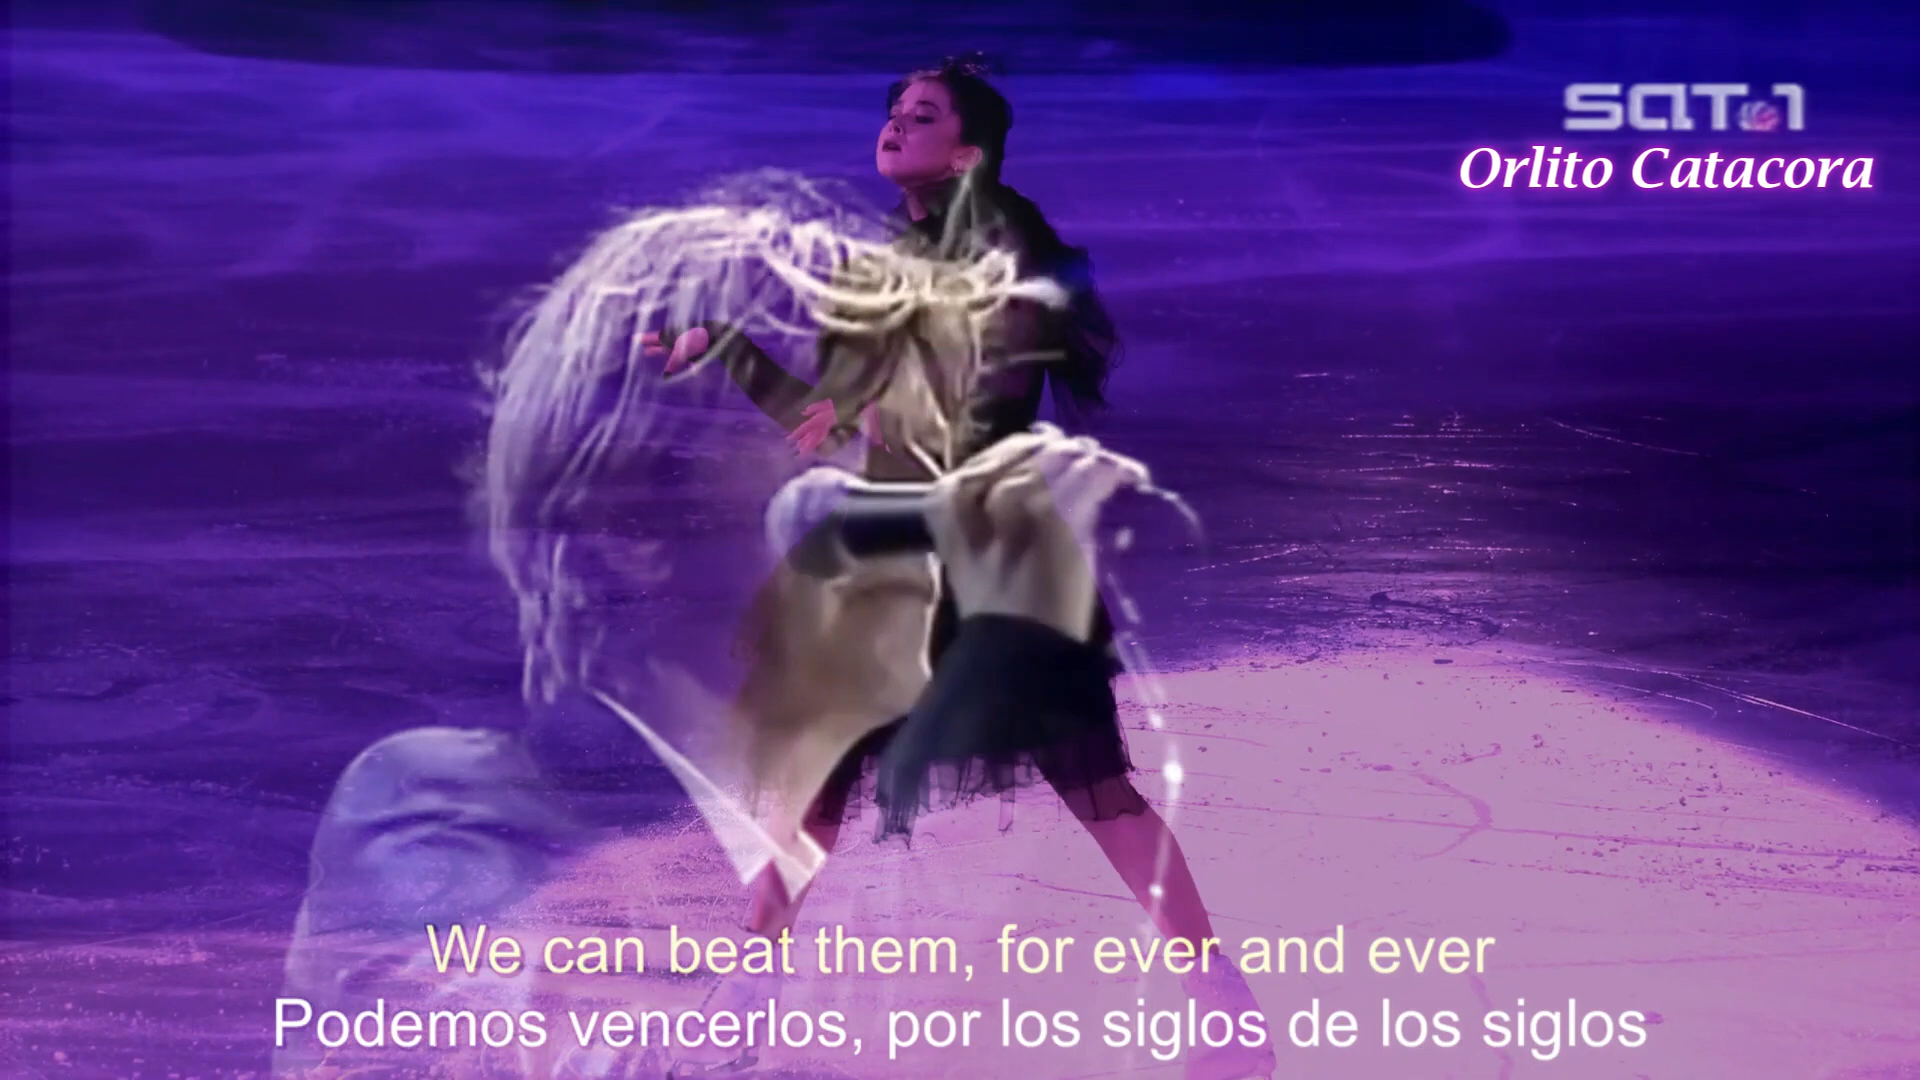 SAT.1
Orlito Catacora
We can beat them, for ever and ever
Podemos vencerlos, por los siglos de los siglos